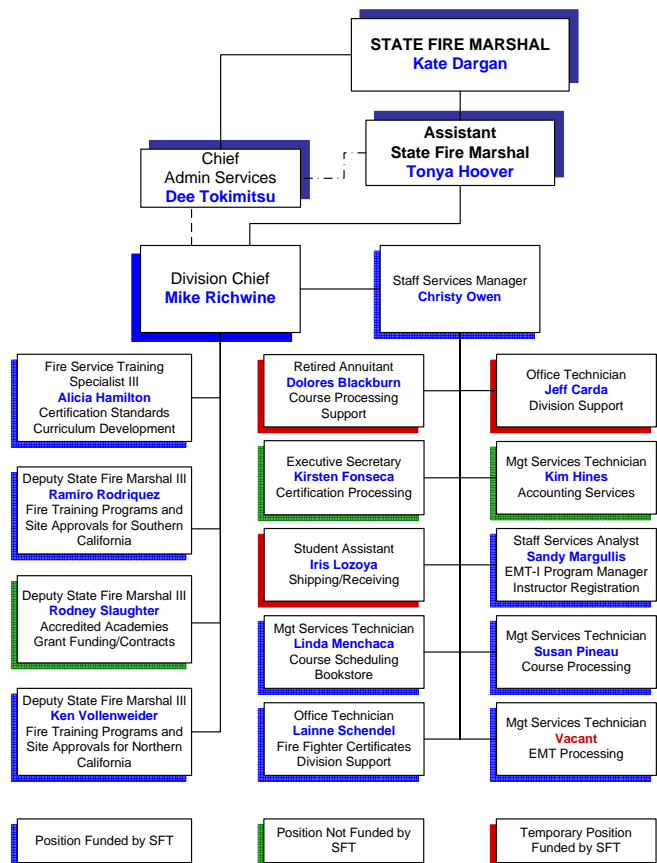 STATE FIRE MARSHAL
Kate Dargan
Assistant
State Fire Marshal
Tonya Hoover
Chief
Admin Services
Dee Tokimitsu
Division Chief
Mike Richwine
Staff Services Manager
Christy Owen
Fire Service Training
Specialist III
Alicia Hamilton
Certification Standards
Curriculum Development
Retired Annuitant
Dolores Blackburn
Course Processing
Support
Office Technician
Jeff Carda
Division Support
Deputy State Fire Marshal III
Ramiro Rodriquez
Fire Training Programs and
Site Approvals for Southern
California
Executive Secretary
Kirsten Fonseca
Certification Processing
Mgt Services Technician
Kim Hines
Accounting Services
Deputy State Fire Marshal III
Rodney Slaughter
Accredited Academies
Grant Funding/Contracts
Student Assistant
Iris Lozoya
Shipping/Receiving
Staff Services Analyst
Sandy Margullis
EMT-I Program Manager
Instructor Registration
Mgt Services Technician
Linda Menchaca
Course Scheduling
Bookstore
Mgt Services Technician
Susan Pineau
Course Processing
Deputy State Fire Marshal III
Ken Vollenweider
Fire Training Programs and
Site Approvals for Northern
California
Office Technician
Lainne Schendel
Fire Fighter Certificates
Division Support
Mgt Services Technician
Vacant
EMT Processing
Position Funded by SFT
Position Not Funded by
SFT
Temporary Position
Funded by SFT